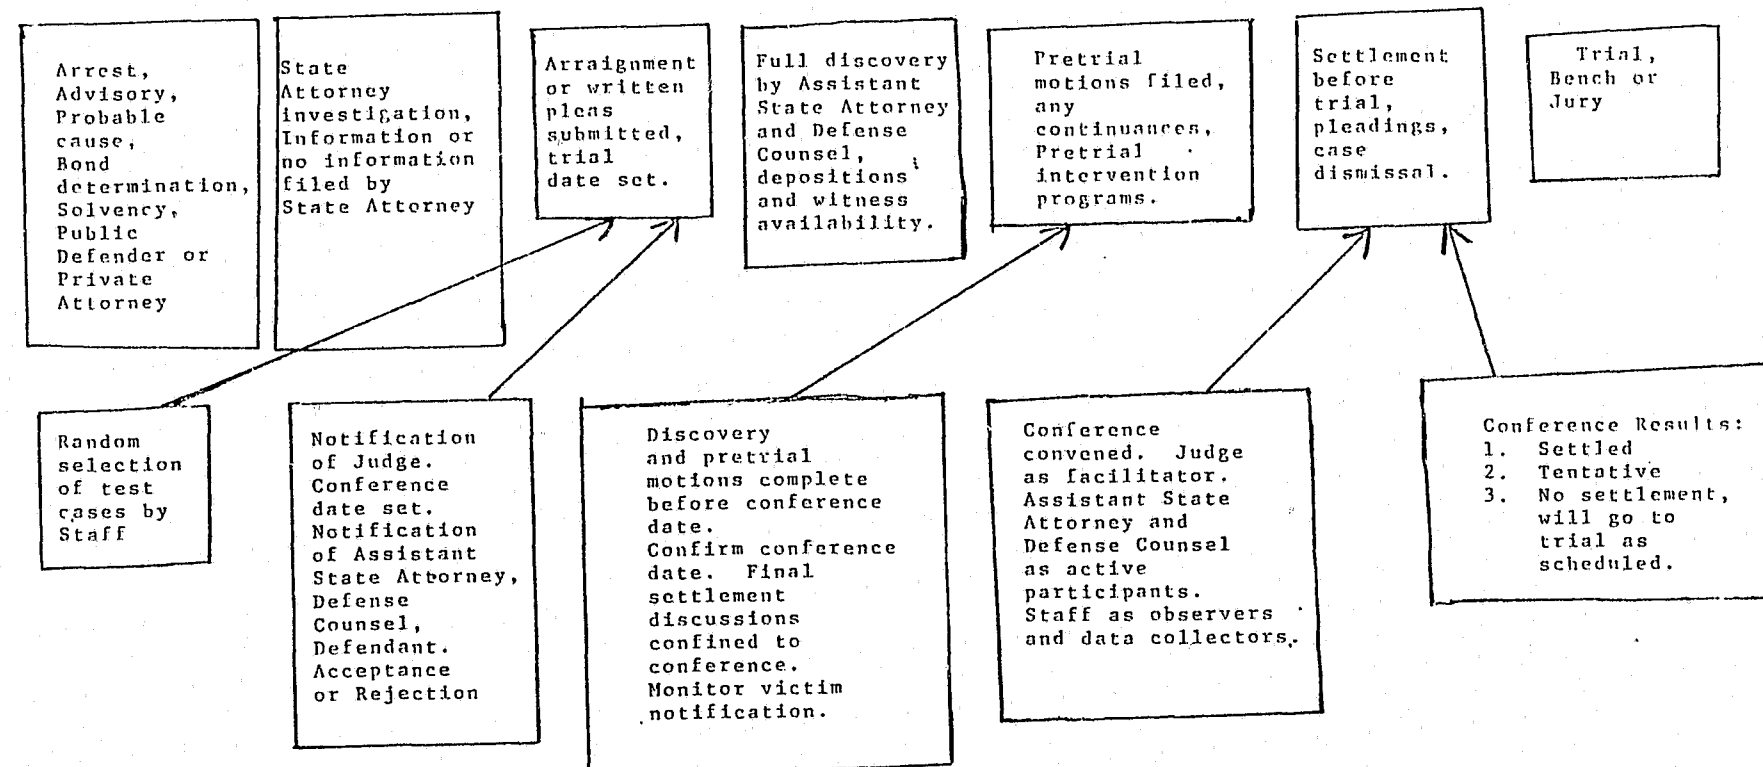 Arrest,
Advisory,
Probable
cause,
Bond
determination,
Solvency,
Public
Defender or
Private
Attorney
State
Attorney
investigation,
Information or
no information
filed by
State Attorney
Arraignment
or written
pleas
submitted,
trial
date set.
Full discovery
by Assistant
State Attorney
and Defense
Counsel,
depositions
and witness
availability.
Pretrial
motions filed,
any
continuances,
Pretrial
intervention
programs.
Settlement
before
trial,
pleadings,
case
dismissal.
Trial,
Bench or
Jury
Random
selection
of test
cases by
Staff
Notification
of Judge.
Conference
date set.
Notification
of Assistant
State Attorney,
Defense
Counsel,
Defendant.
Acceptance
or Rejection
Discovery
and pretrial
motions complete
before conference
date.
Confirm conference
date. Final
settlement
discussions
confined to
conference.
Monitor victim
notification.
Conference
convened. Judge
as facilitator.
Assistant State
Attorney and
Defense Counsel
as active
participants.
Staff as observers
and data collectors.
Conference Results:
1. Settled
2. Tentative
3. No settlement,
will go to
trial as
scheduled.